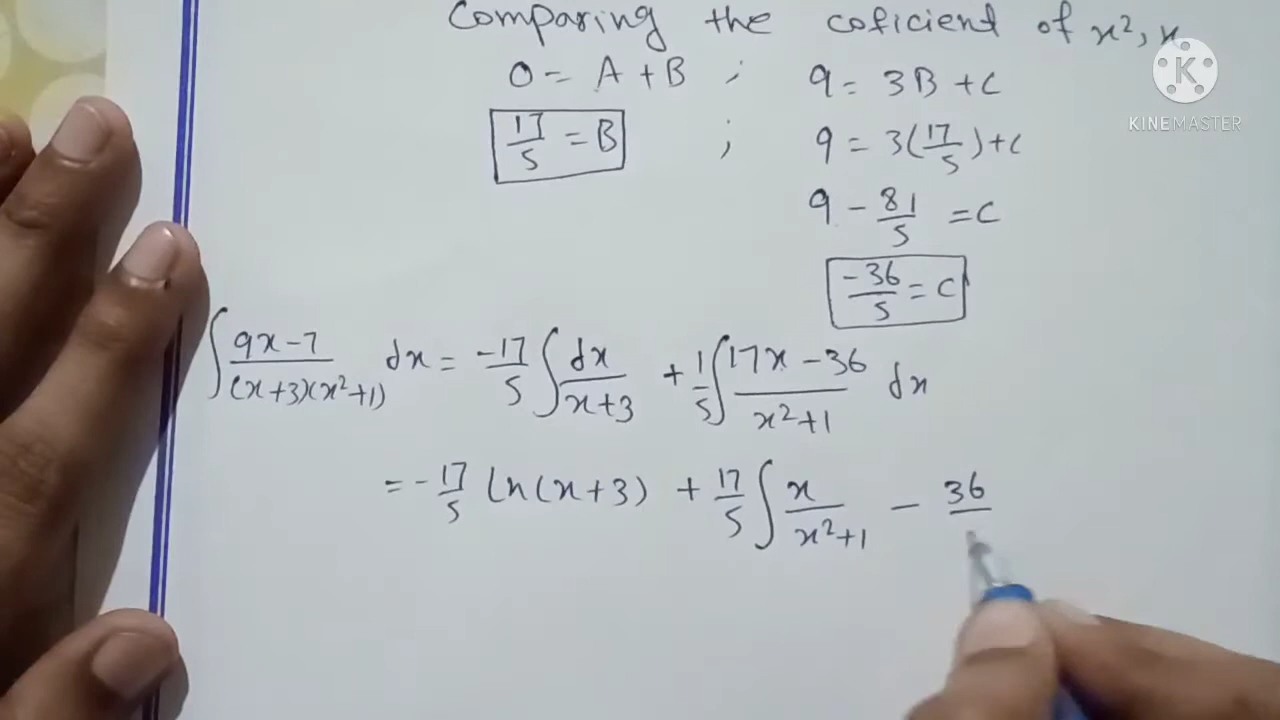 Comparing the coficient of x², x
0 = A + B ; 9 = 3B + C
17/5 = B ; 9 = 3(17/5) + C
9 - 81/5 = C
-36/5 = C
∫ 9x-7/(x+3)(x²+1) dx = -17/5 ∫ dx/x+3 + 1/5 ∫ 17x-36/x²+1 dx
= -17/5 ln(x+3) + 17/5 ∫ x/x²+1 - 36/
K
KINEMASTER